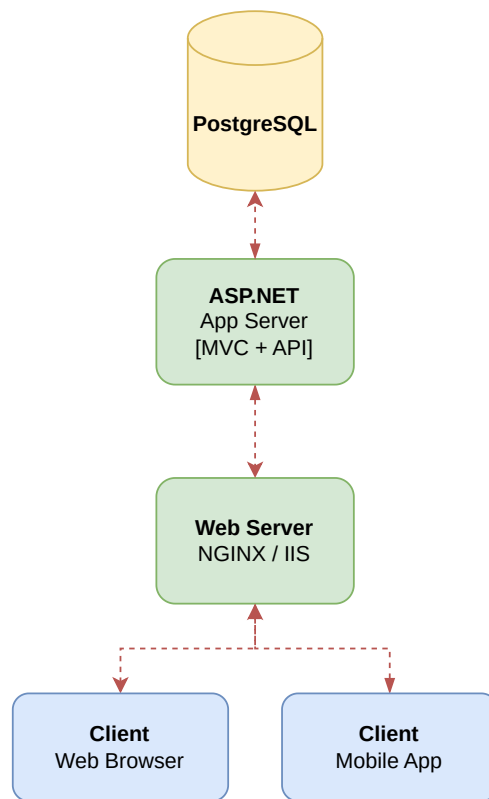 PostgreSQL
ASP.NET
App Server
[MVC + API]
Web Server
NGINX / IIS
Client
Web Browser
Client
Mobile App